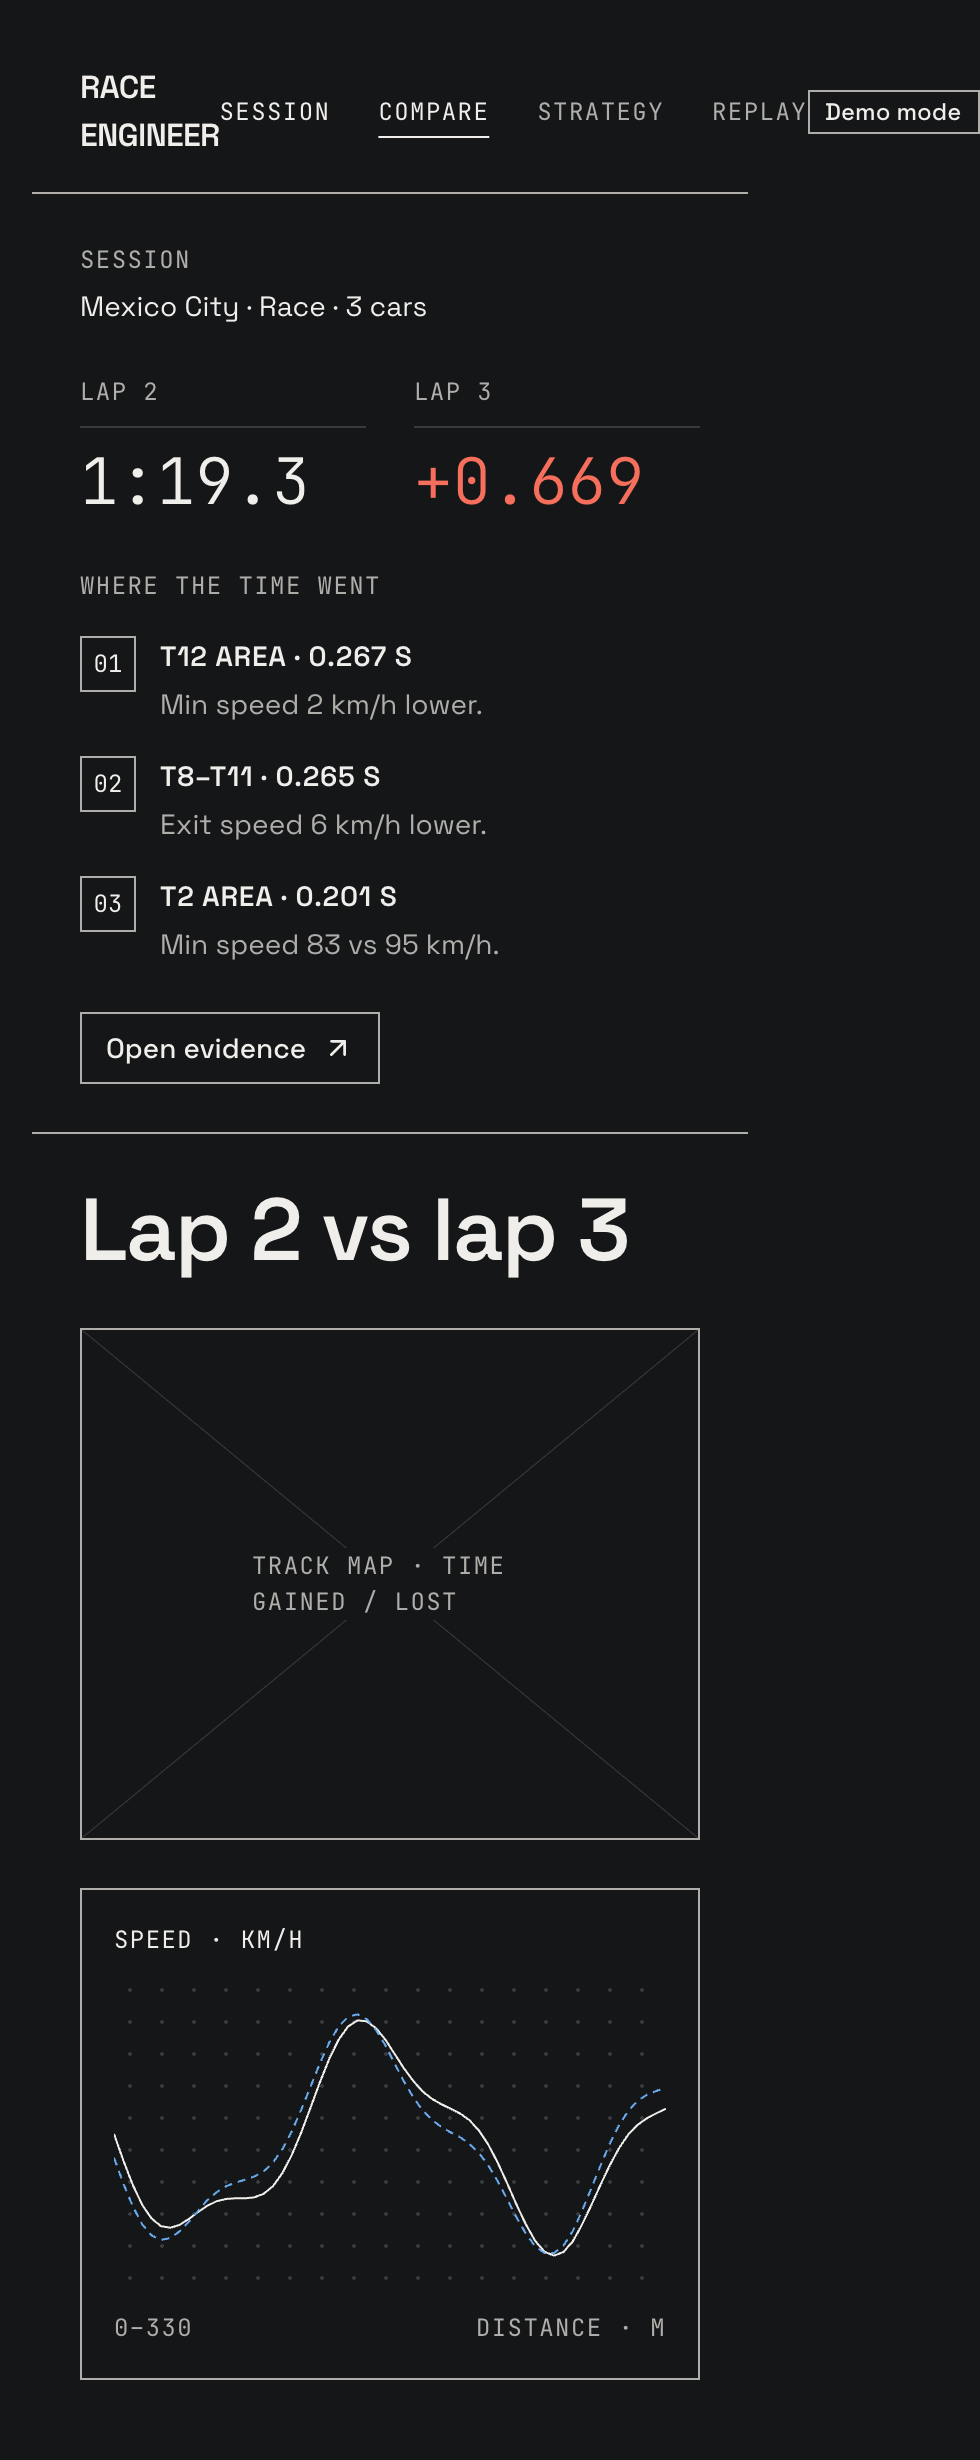 RACE
ENGINEER
SESSION COMPARE STRATEGY REPLAY Demo mode
SESSION
Mexico City · Race · 3 cars
LAP 2 LAP 3
1:19.3 +0.669
WHERE THE TIME WENT
01 T12 AREA · 0.267 S
Min speed 2 km/h lower.
02 T8–T11 · 0.265 S
Exit speed 6 km/h lower.
03 T2 AREA · 0.201 S
Min speed 83 vs 95 km/h.
Open evidence ↗
Lap 2 vs lap 3
TRACK MAP · TIME
GAINED / LOST
SPEED · KM/H
0–330 DISTANCE · M